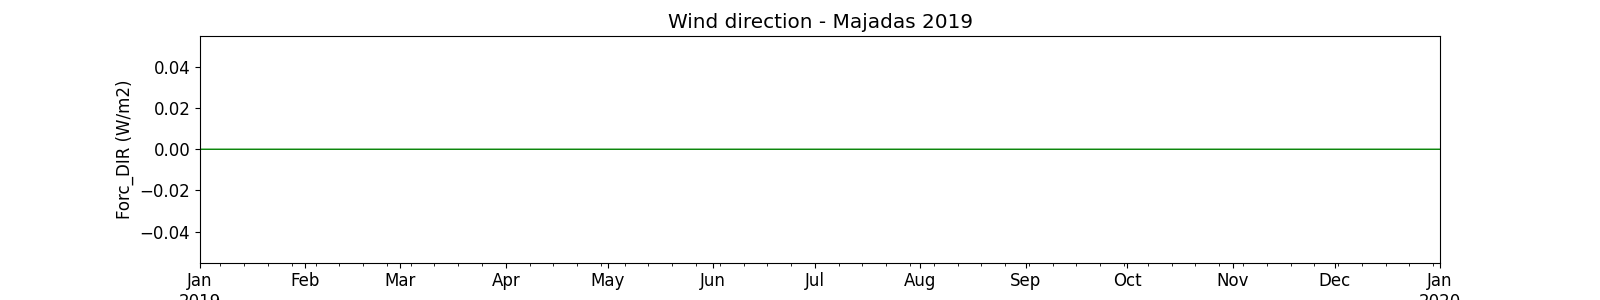 Wind direction - Majadas 2019
Forc_DIR (W/m2)
0.04
0.02
0.00
−0.02
−0.04
Jan Feb Mar Apr May Jun Jul Aug Sep Oct Nov Dec Jan
2019 2020